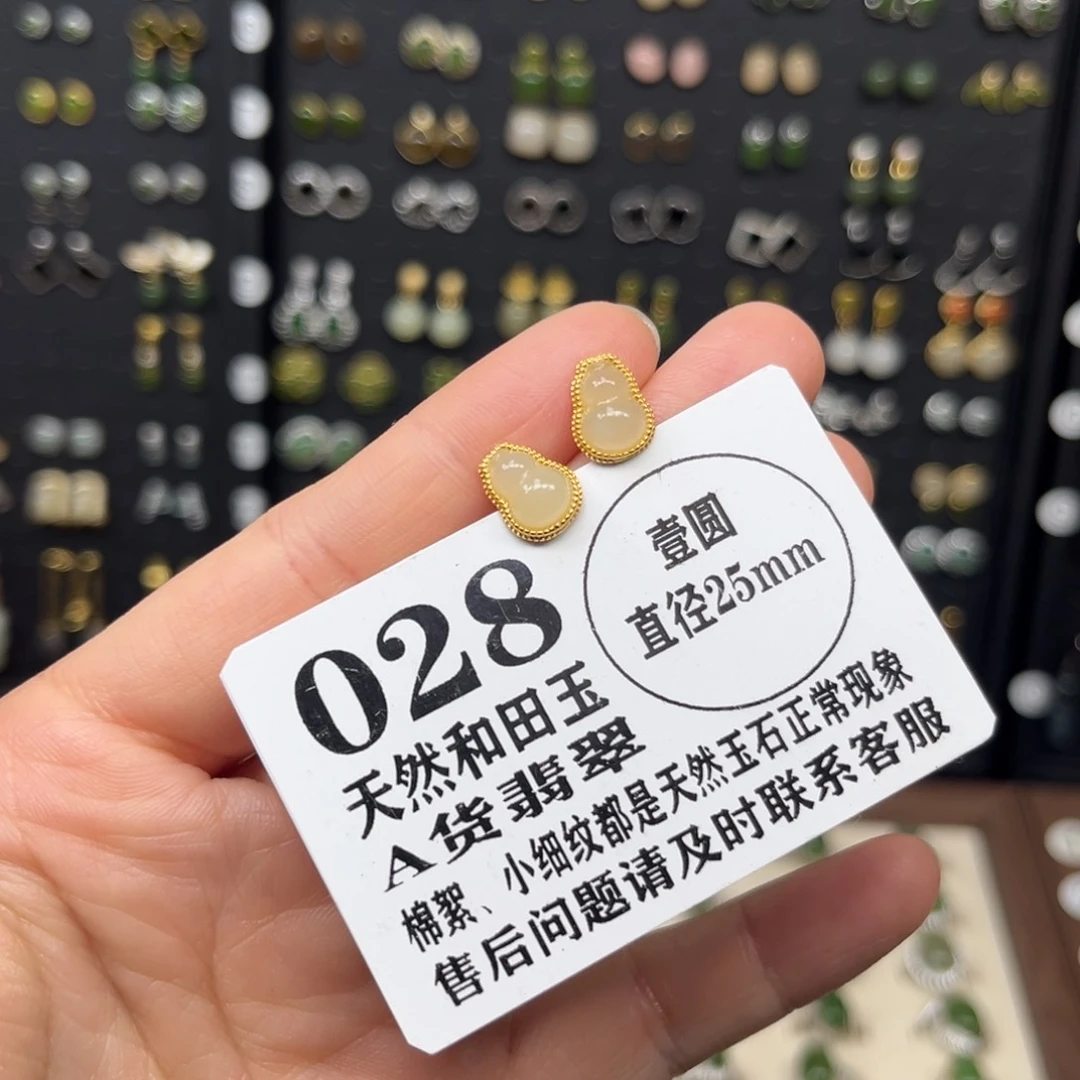 028
壹圆
直径25mm
天然和田玉
A货翡翠
棉絮、小细纹都是天然玉石正常现象
售后问题请及时联系客服